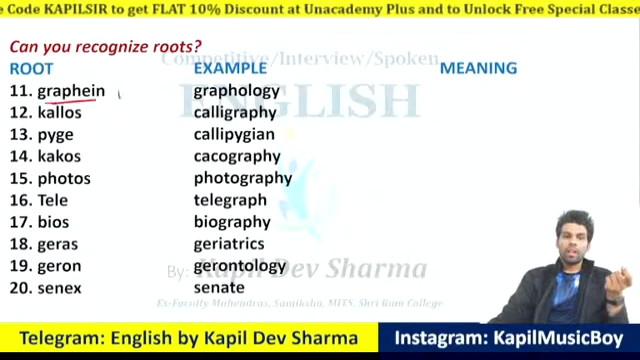 e Code KAPILSIR to get FLAT 10% Discount at Unacademy Plus and to Unlock Free Special Classe
Can you recognize roots?
Competitive/Interview/Spoken
ENGLISH
ROOT EXAMPLE MEANING
11. graphein graphology
12. kallos calligraphy
13. pyge callipygian
14. kakos cacography
15. photos photography
16. Tele telegraph
17. bios biography
18. geras geriatrics
19. geron gerontology
By: Kapil Dev Sharma
20. senex senate
Ex-Faculty Mahendras, Samiksha, MITS, Shri Ram College
Telegram: English by Kapil Dev Sharma
Instagram: KapilMusicBoy